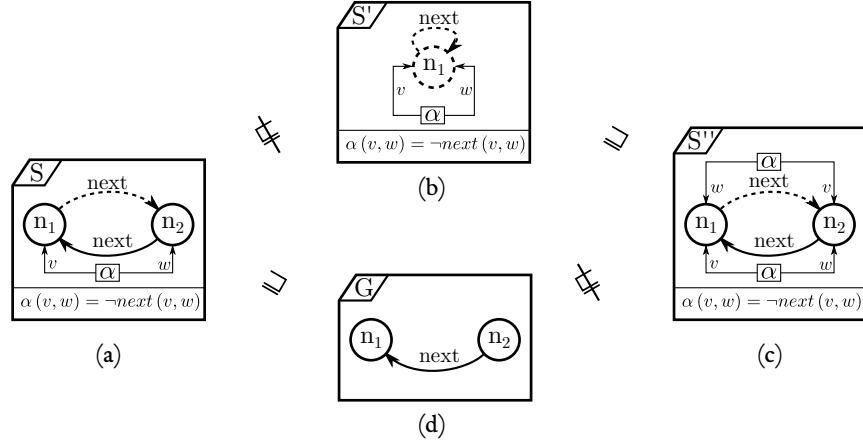 S'
next
n₁
v
w
α
α (v, w) = ¬next (v, w)
(b)
⋢
⊑
S
next
n₁
n₂
next
v
α
w
α (v, w) = ¬next (v, w)
(a)
S''
α
w
next
v
n₁
n₂
next
v
α
w
α (v, w) = ¬next (v, w)
(c)
⊑
⋢
G
n₁
n₂
next
(d)